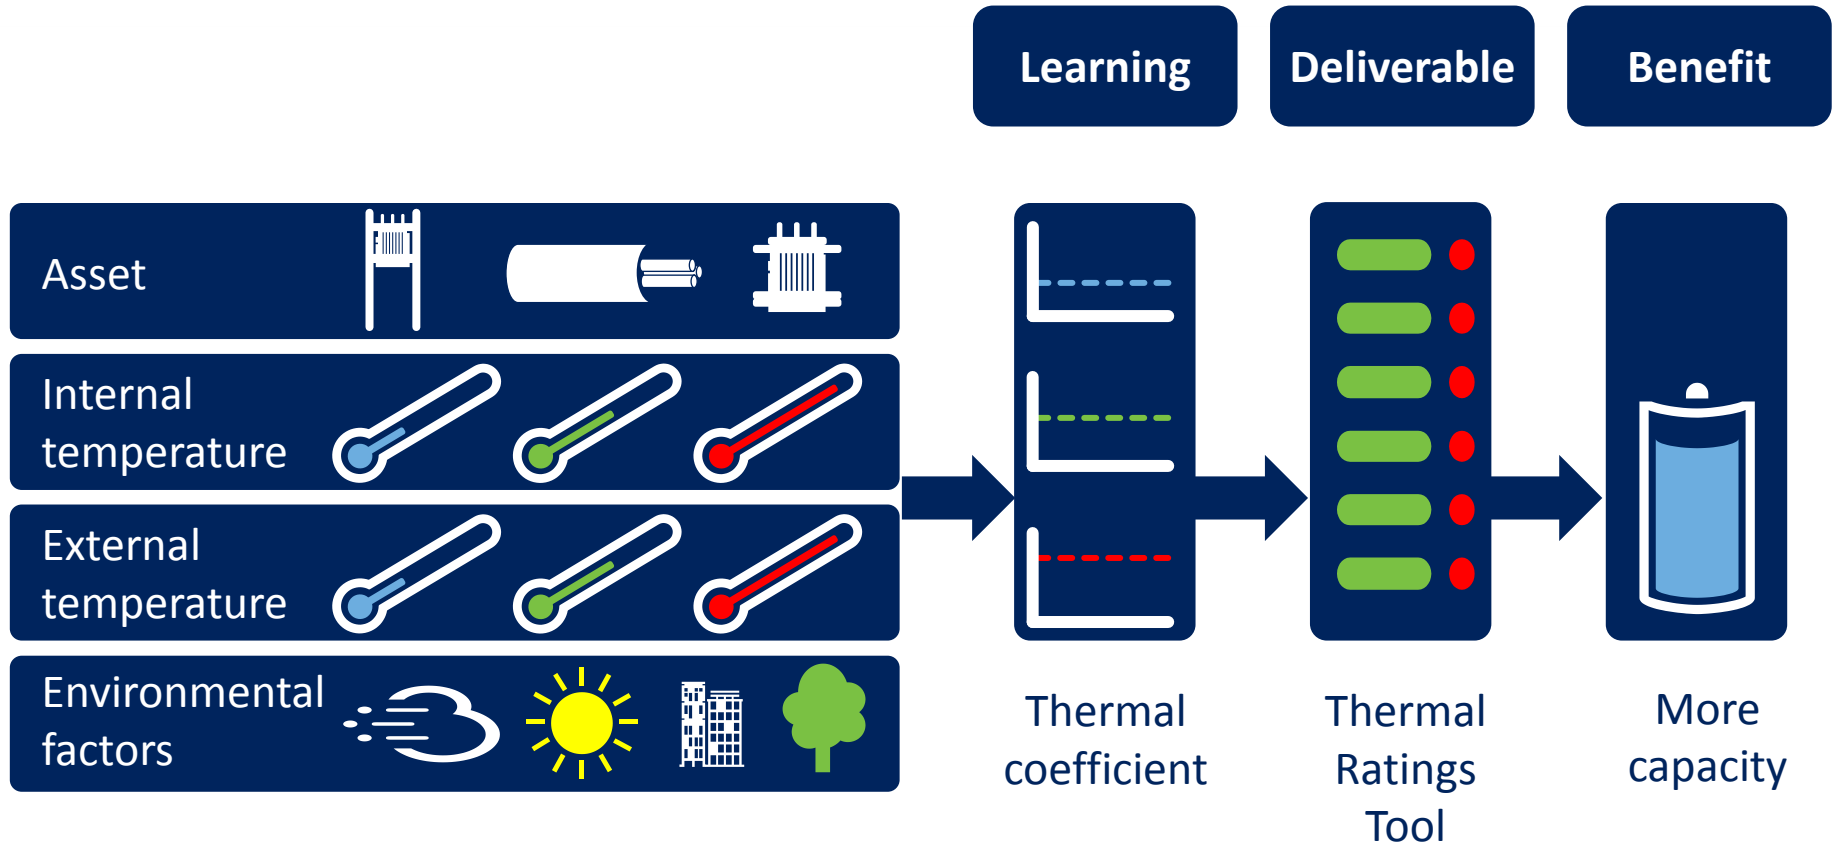 Learning
Deliverable
Benefit
Asset
Internal
temperature
External
temperature
Environmental
factors
Thermal
coefficient
Thermal
Ratings
Tool
More
capacity